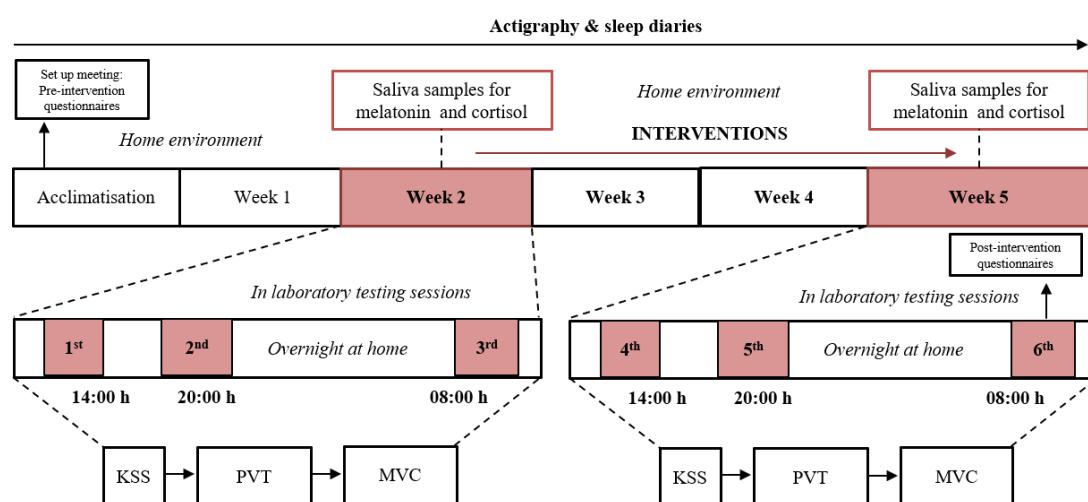 Actigraphy & sleep diaries
Set up meeting:
Pre-intervention
questionnaires
Saliva samples for
melatonin and cortisol
Home environment
Saliva samples for
melatonin and cortisol
Home environment
INTERVENTIONS
Acclimatisation
Week 1
Week 2
Week 3
Week 4
Week 5
Post-intervention
questionnaires
In laboratory testing sessions
In laboratory testing sessions
1st
2nd
Overnight at home
3rd
4th
5th
Overnight at home
6th
14:00 h
20:00 h
08:00 h
14:00 h
20:00 h
08:00 h
KSS
PVT
MVC
KSS
PVT
MVC